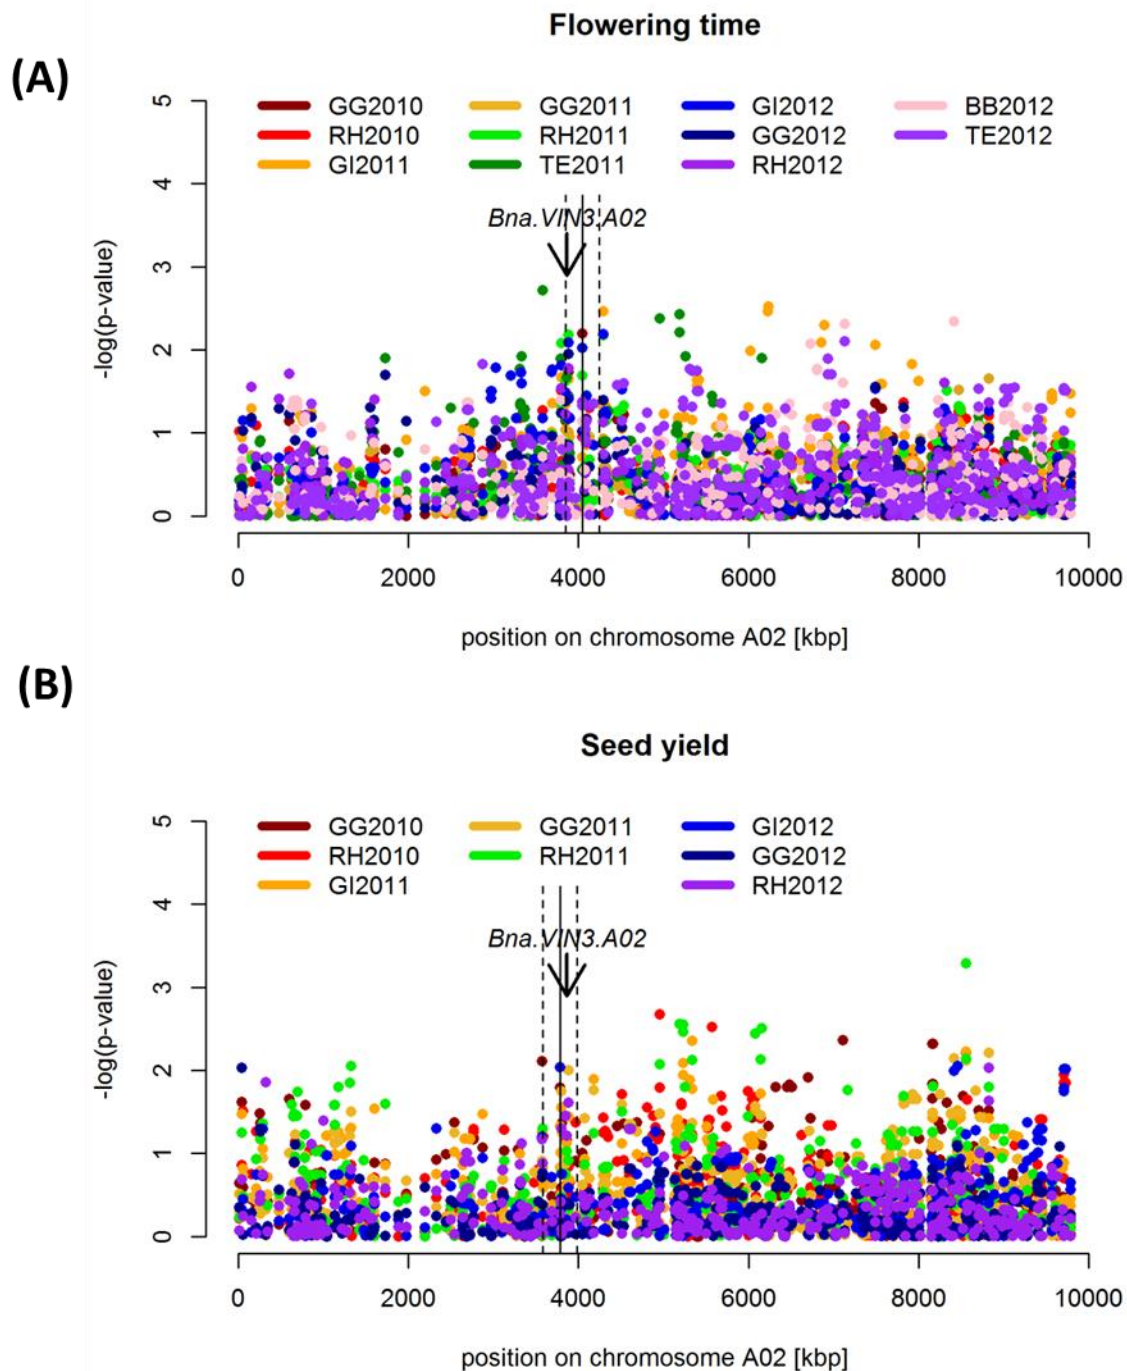 Flowering time
(A)
GG2010 GG2011 GI2012 BB2012
RH2010 RH2011 GG2012 TE2012
GI2011 TE2011 RH2012
5
4
3
2
1
0
-log(p-value)
Bna.VIN3.A02
0 2000 4000 6000 8000 10000
position on chromosome A02 [kbp]
(B)
Seed yield
GG2010 GG2011 GI2012
RH2010 RH2011 GG2012
GI2011 RH2012
5
4
3
2
1
0
-log(p-value)
Bna.VIN3.A02
0 2000 4000 6000 8000 10000
position on chromosome A02 [kbp]